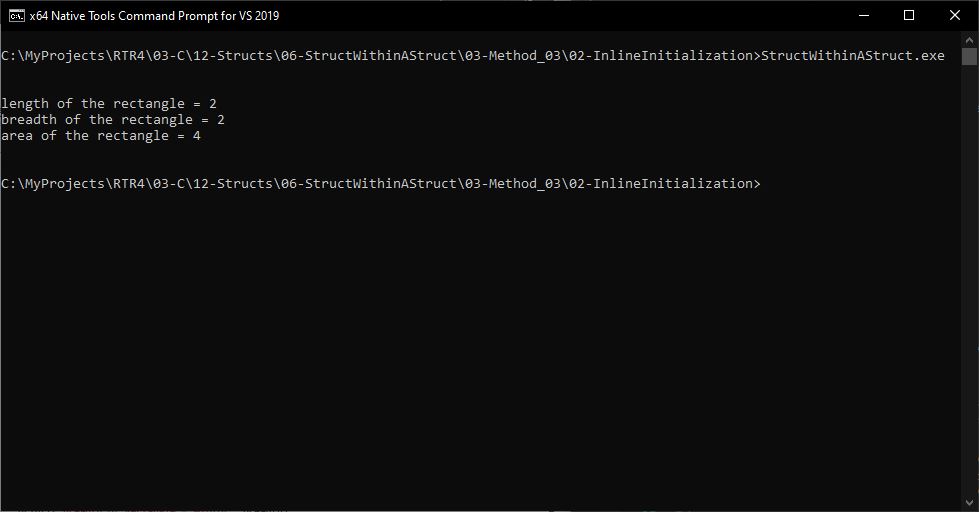 x64 Native Tools Command Prompt for VS 2019
C:\MyProjects\RTR4\03-C\12-Structs\06-StructWithinAStruct\03-Method_03\02-InlineInitialization>StructWithinAStruct.exe
length of the rectangle = 2
breadth of the rectangle = 2
area of the rectangle = 4
C:\MyProjects\RTR4\03-C\12-Structs\06-StructWithinAStruct\03-Method_03\02-InlineInitialization>